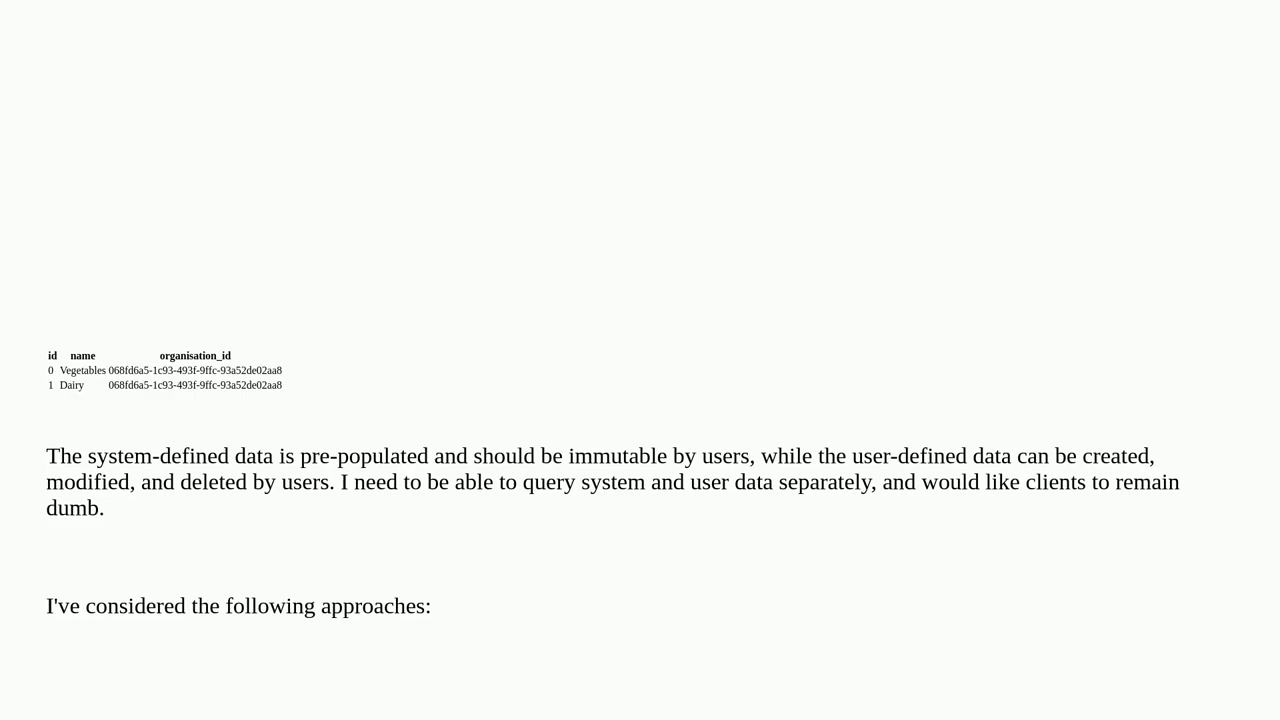 id name organisation_id
0 Vegetables 068fd6a5-1c93-493f-9ffc-93a52de02aa8
1 Dairy 068fd6a5-1c93-493f-9ffc-93a52de02aa8
The system-defined data is pre-populated and should be immutable by users, while the user-defined data can be created,
modified, and deleted by users. I need to be able to query system and user data separately, and would like clients to remain
dumb.
I've considered the following approaches: